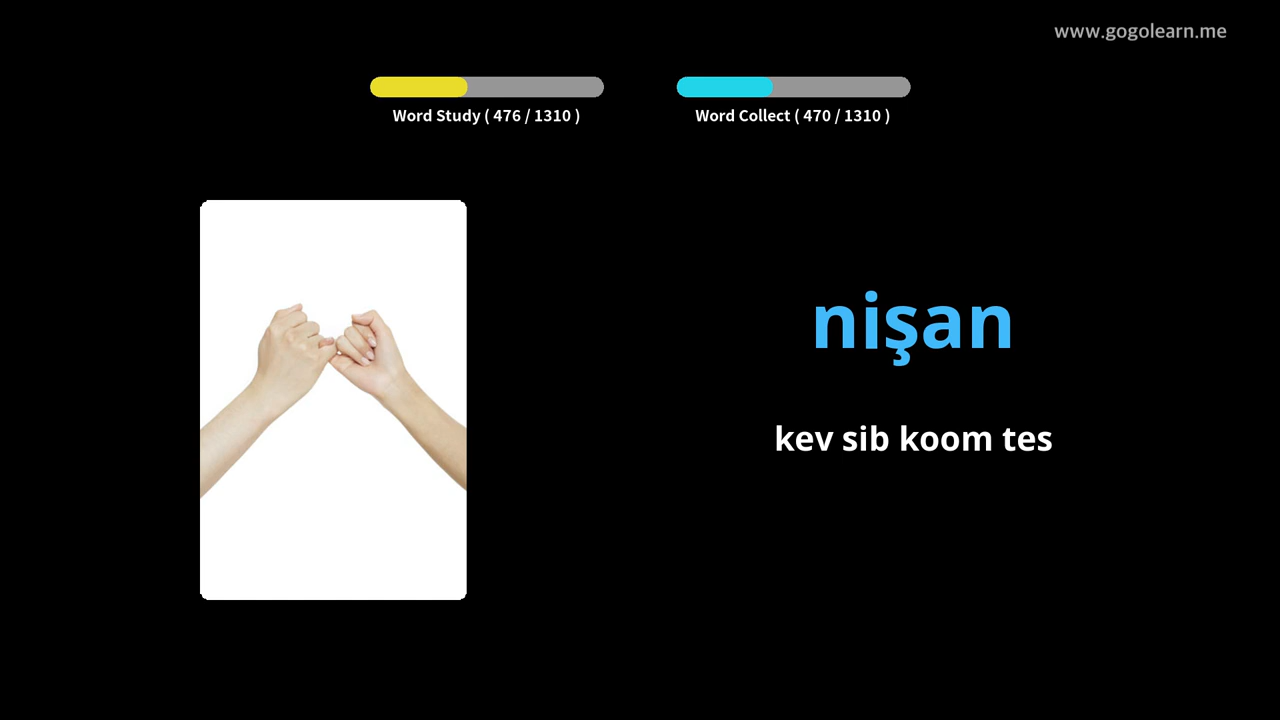 www.gogolearn.me
Word Study ( 476 / 1310 )
Word Collect ( 470 / 1310 )
nişan
kev sib koom tes